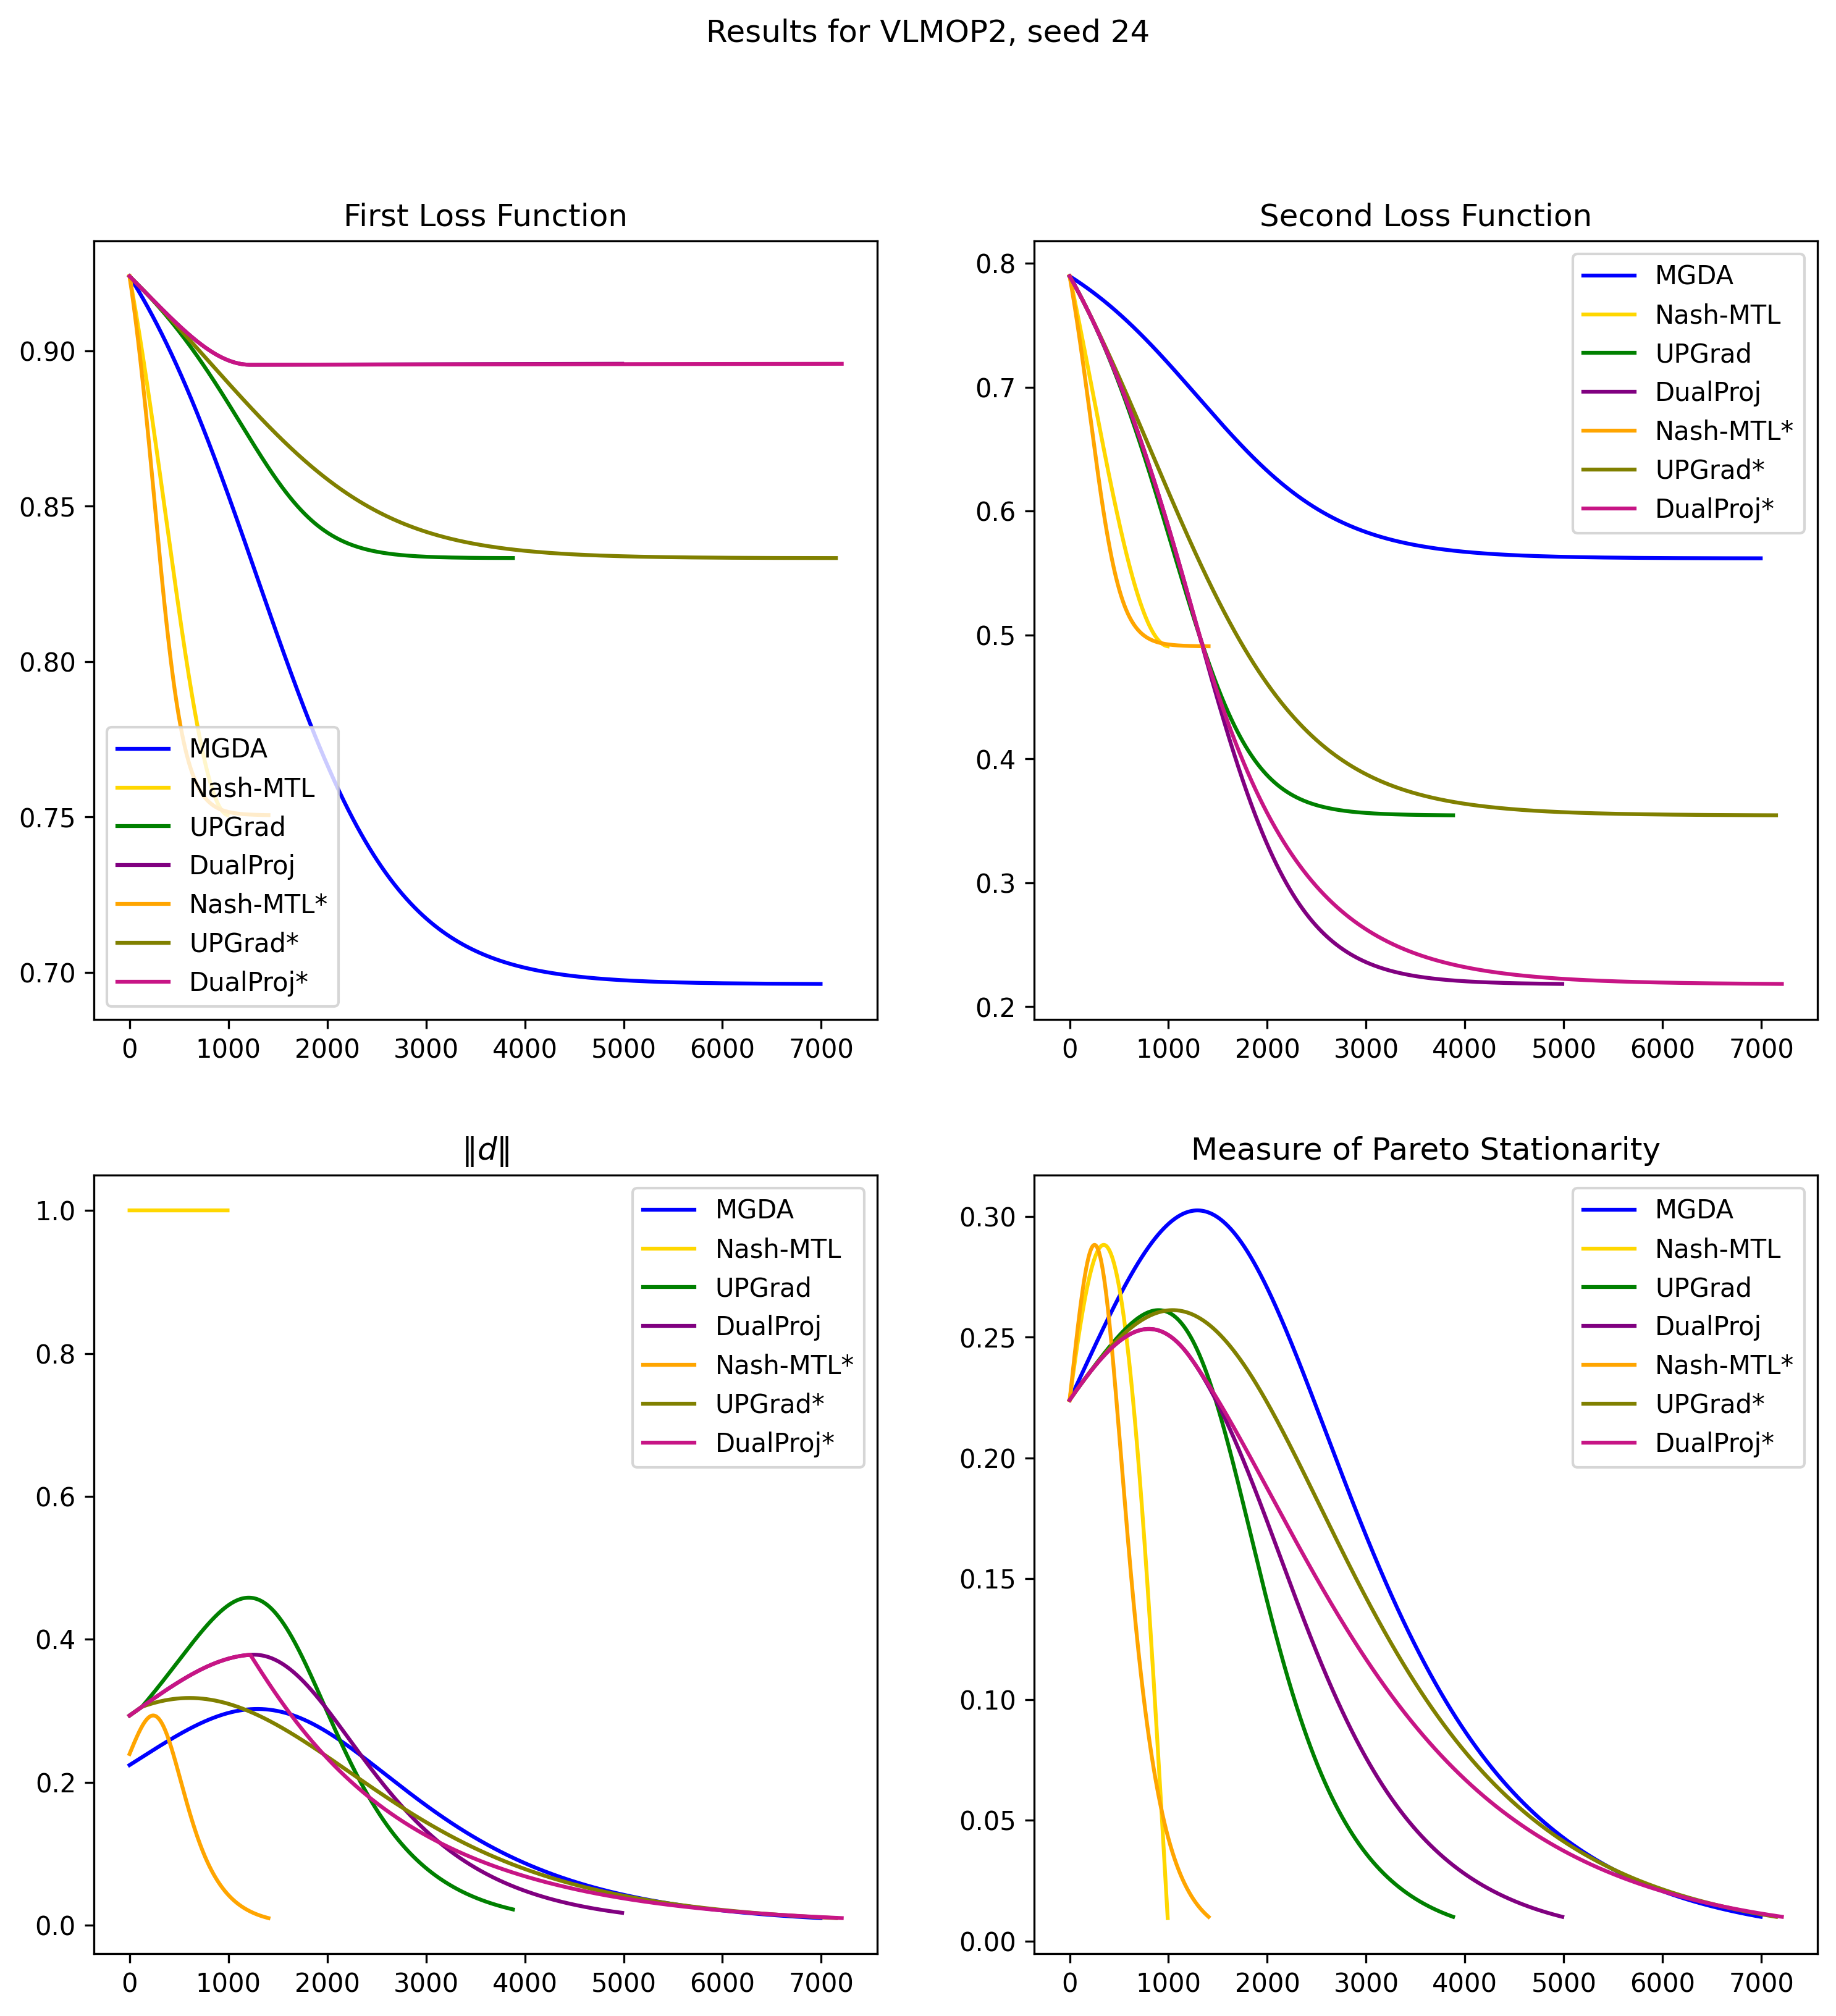 Results for VLMOP2, seed 24
First Loss Function
0.90
0.85
0.80
0.75
0.70
MGDA
Nash-MTL
UPGrad
DualProj
Nash-MTL*
UPGrad*
DualProj*
0 1000 2000 3000 4000 5000 6000 7000
Second Loss Function
0.8
0.7
0.6
0.5
0.4
0.3
0.2
MGDA
Nash-MTL
UPGrad
DualProj
Nash-MTL*
UPGrad*
DualProj*
0 1000 2000 3000 4000 5000 6000 7000
‖d‖
1.0
0.8
0.6
0.4
0.2
0.0
MGDA
Nash-MTL
UPGrad
DualProj
Nash-MTL*
UPGrad*
DualProj*
0 1000 2000 3000 4000 5000 6000 7000
Measure of Pareto Stationarity
0.30
0.25
0.20
0.15
0.10
0.05
0.00
MGDA
Nash-MTL
UPGrad
DualProj
Nash-MTL*
UPGrad*
DualProj*
0 1000 2000 3000 4000 5000 6000 7000